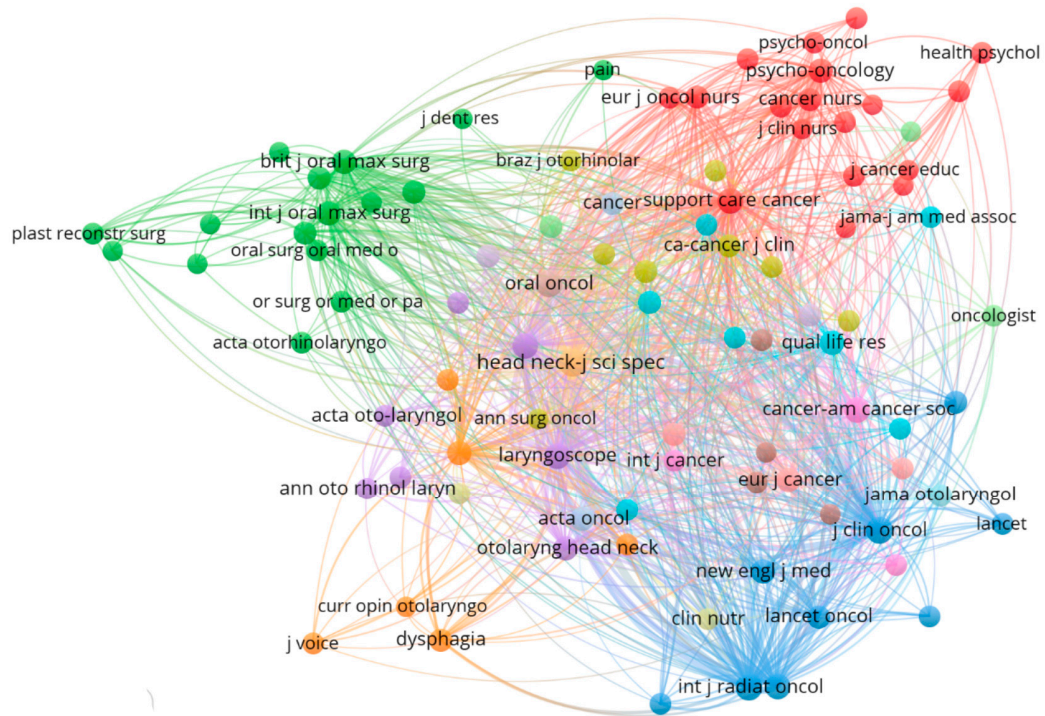 psycho-oncol
health psychol
pain
psycho-oncology
eur j oncol nurs
cancer nurs
j dent res
j clin nurs
brit j oral max surg
braz j otorhinolar
j cancer educ
cancer
support care cancer
int j oral max surg
jama-j am med assoc
plast reconstr surg
oral surg oral med o
ca-cancer j clin
oral oncol
or surg or med or pa
oncologist
acta otorhinolaryngo
qual life res
head neck-j sci spec
acta oto-laryngol
ann surg oncol
cancer-am cancer soc
laryngoscope
int j cancer
ann oto rhinol laryn
eur j cancer
jama otolaryngol
acta oncol
j clin oncol
lancet
otolaryng head neck
new engl j med
curr opin otolaryngo
clin nutr
lancet oncol
j voice
dysphagia
int j radiat oncol